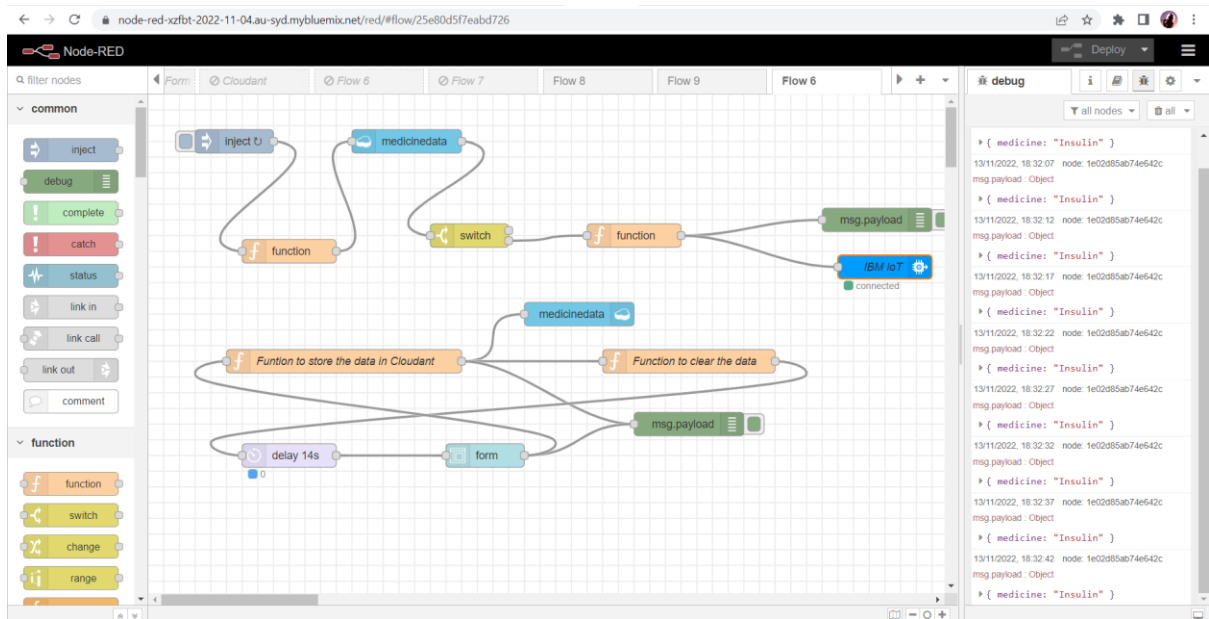 node-red-xzfbt-2022-11-04.au-syd.mybluemix.net/red/#flow/25e80d5f7eabd726
Node-RED
Deploy
filter nodes
common
inject
debug
complete
catch
status
link in
link call
link out
comment
function
function
switch
change
range
Form
Cloudant
Flow 6
Flow 7
Flow 8
Flow 9
Flow 6
inject ↻
medicinedata
function
switch
function
msg.payload
IBM IoT
connected
medicinedata
Funtion to store the data in Cloudant
Function to clear the data
msg.payload
delay 14s
0
form
debug
i
all nodes
all
{ medicine: "Insulin" }
13/11/2022, 18:32:07 node: 1e02d85ab74e642c
msg.payload : Object
{ medicine: "Insulin" }
13/11/2022, 18:32:12 node: 1e02d85ab74e642c
msg.payload : Object
{ medicine: "Insulin" }
13/11/2022, 18:32:17 node: 1e02d85ab74e642c
msg.payload : Object
{ medicine: "Insulin" }
13/11/2022, 18:32:22 node: 1e02d85ab74e642c
msg.payload : Object
{ medicine: "Insulin" }
13/11/2022, 18:32:27 node: 1e02d85ab74e642c
msg.payload : Object
{ medicine: "Insulin" }
13/11/2022, 18:32:32 node: 1e02d85ab74e642c
msg.payload : Object
{ medicine: "Insulin" }
13/11/2022, 18:32:37 node: 1e02d85ab74e642c
msg.payload : Object
{ medicine: "Insulin" }
13/11/2022, 18:32:42 node: 1e02d85ab74e642c
msg.payload : Object
{ medicine: "Insulin" }